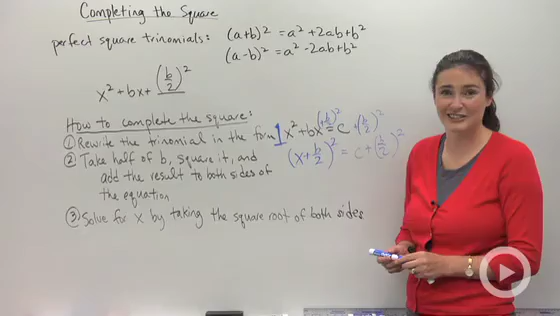 Completing the Square
perfect square trinomials: (a+b)² = a² + 2ab + b²
(a-b)² = a² - 2ab + b²
x² + bx + (b/2)²
How to complete the square:
① Rewrite the trinomial in the form 1x² + bx + (b/2)² = c + (b/2)²
② Take half of b, square it, and (x + b/2)² = c + (b/2)²
add the result to both sides of
the equation
③ Solve for x by taking the square root of both sides